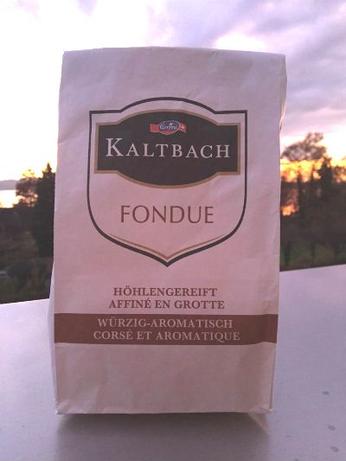 Emmi
KALTBACH
FONDUE
HÖHLENGEREIFT
AFFINÉ EN GROTTE
WÜRZIG-AROMATISCH
CORSÉ ET AROMATIQUE